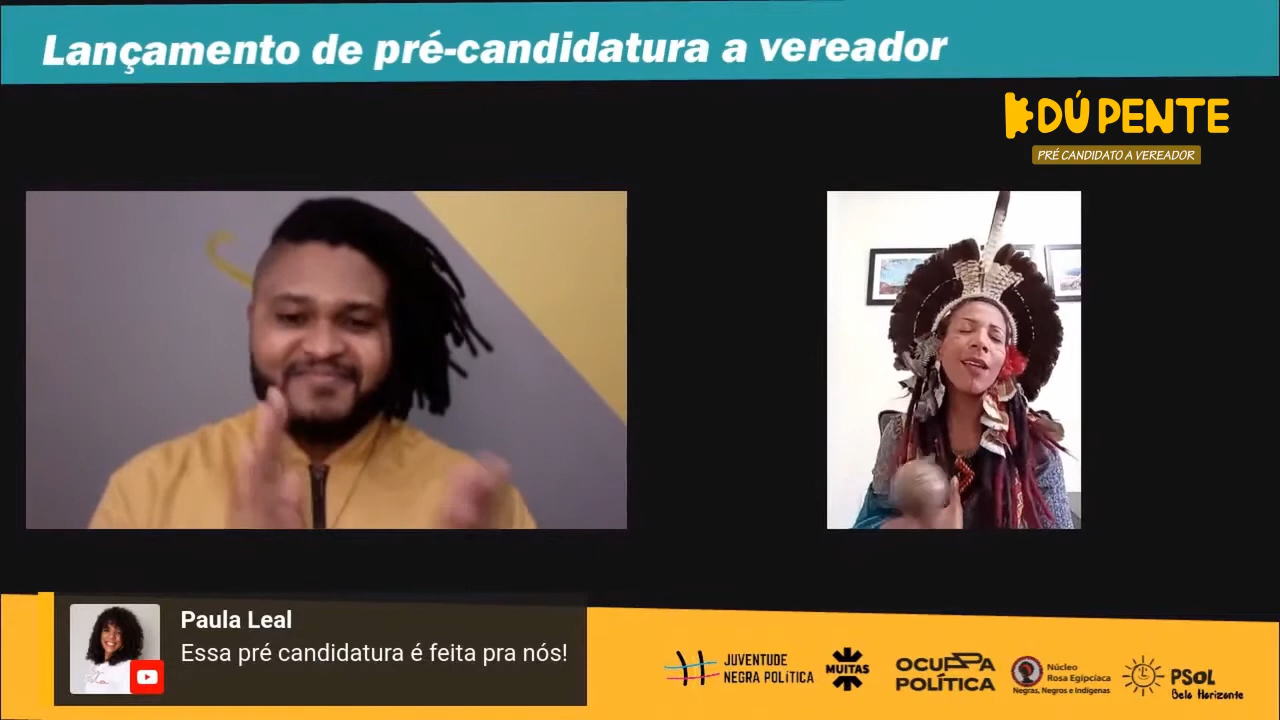 Lançamento de pré-candidatura a vereador
DÚ PENTE
PRÉ CANDIDATO A VEREADOR
Paula Leal
Essa pré candidatura é feita pra nós!
JUVENTUDE
NEGRA POLÍTICA
MUITAS
OCUPA
POLÍTICA
Núcleo
Rosa Egipcíaca
Negras, Negros e Indígenas
PSOL
Belo Horizonte